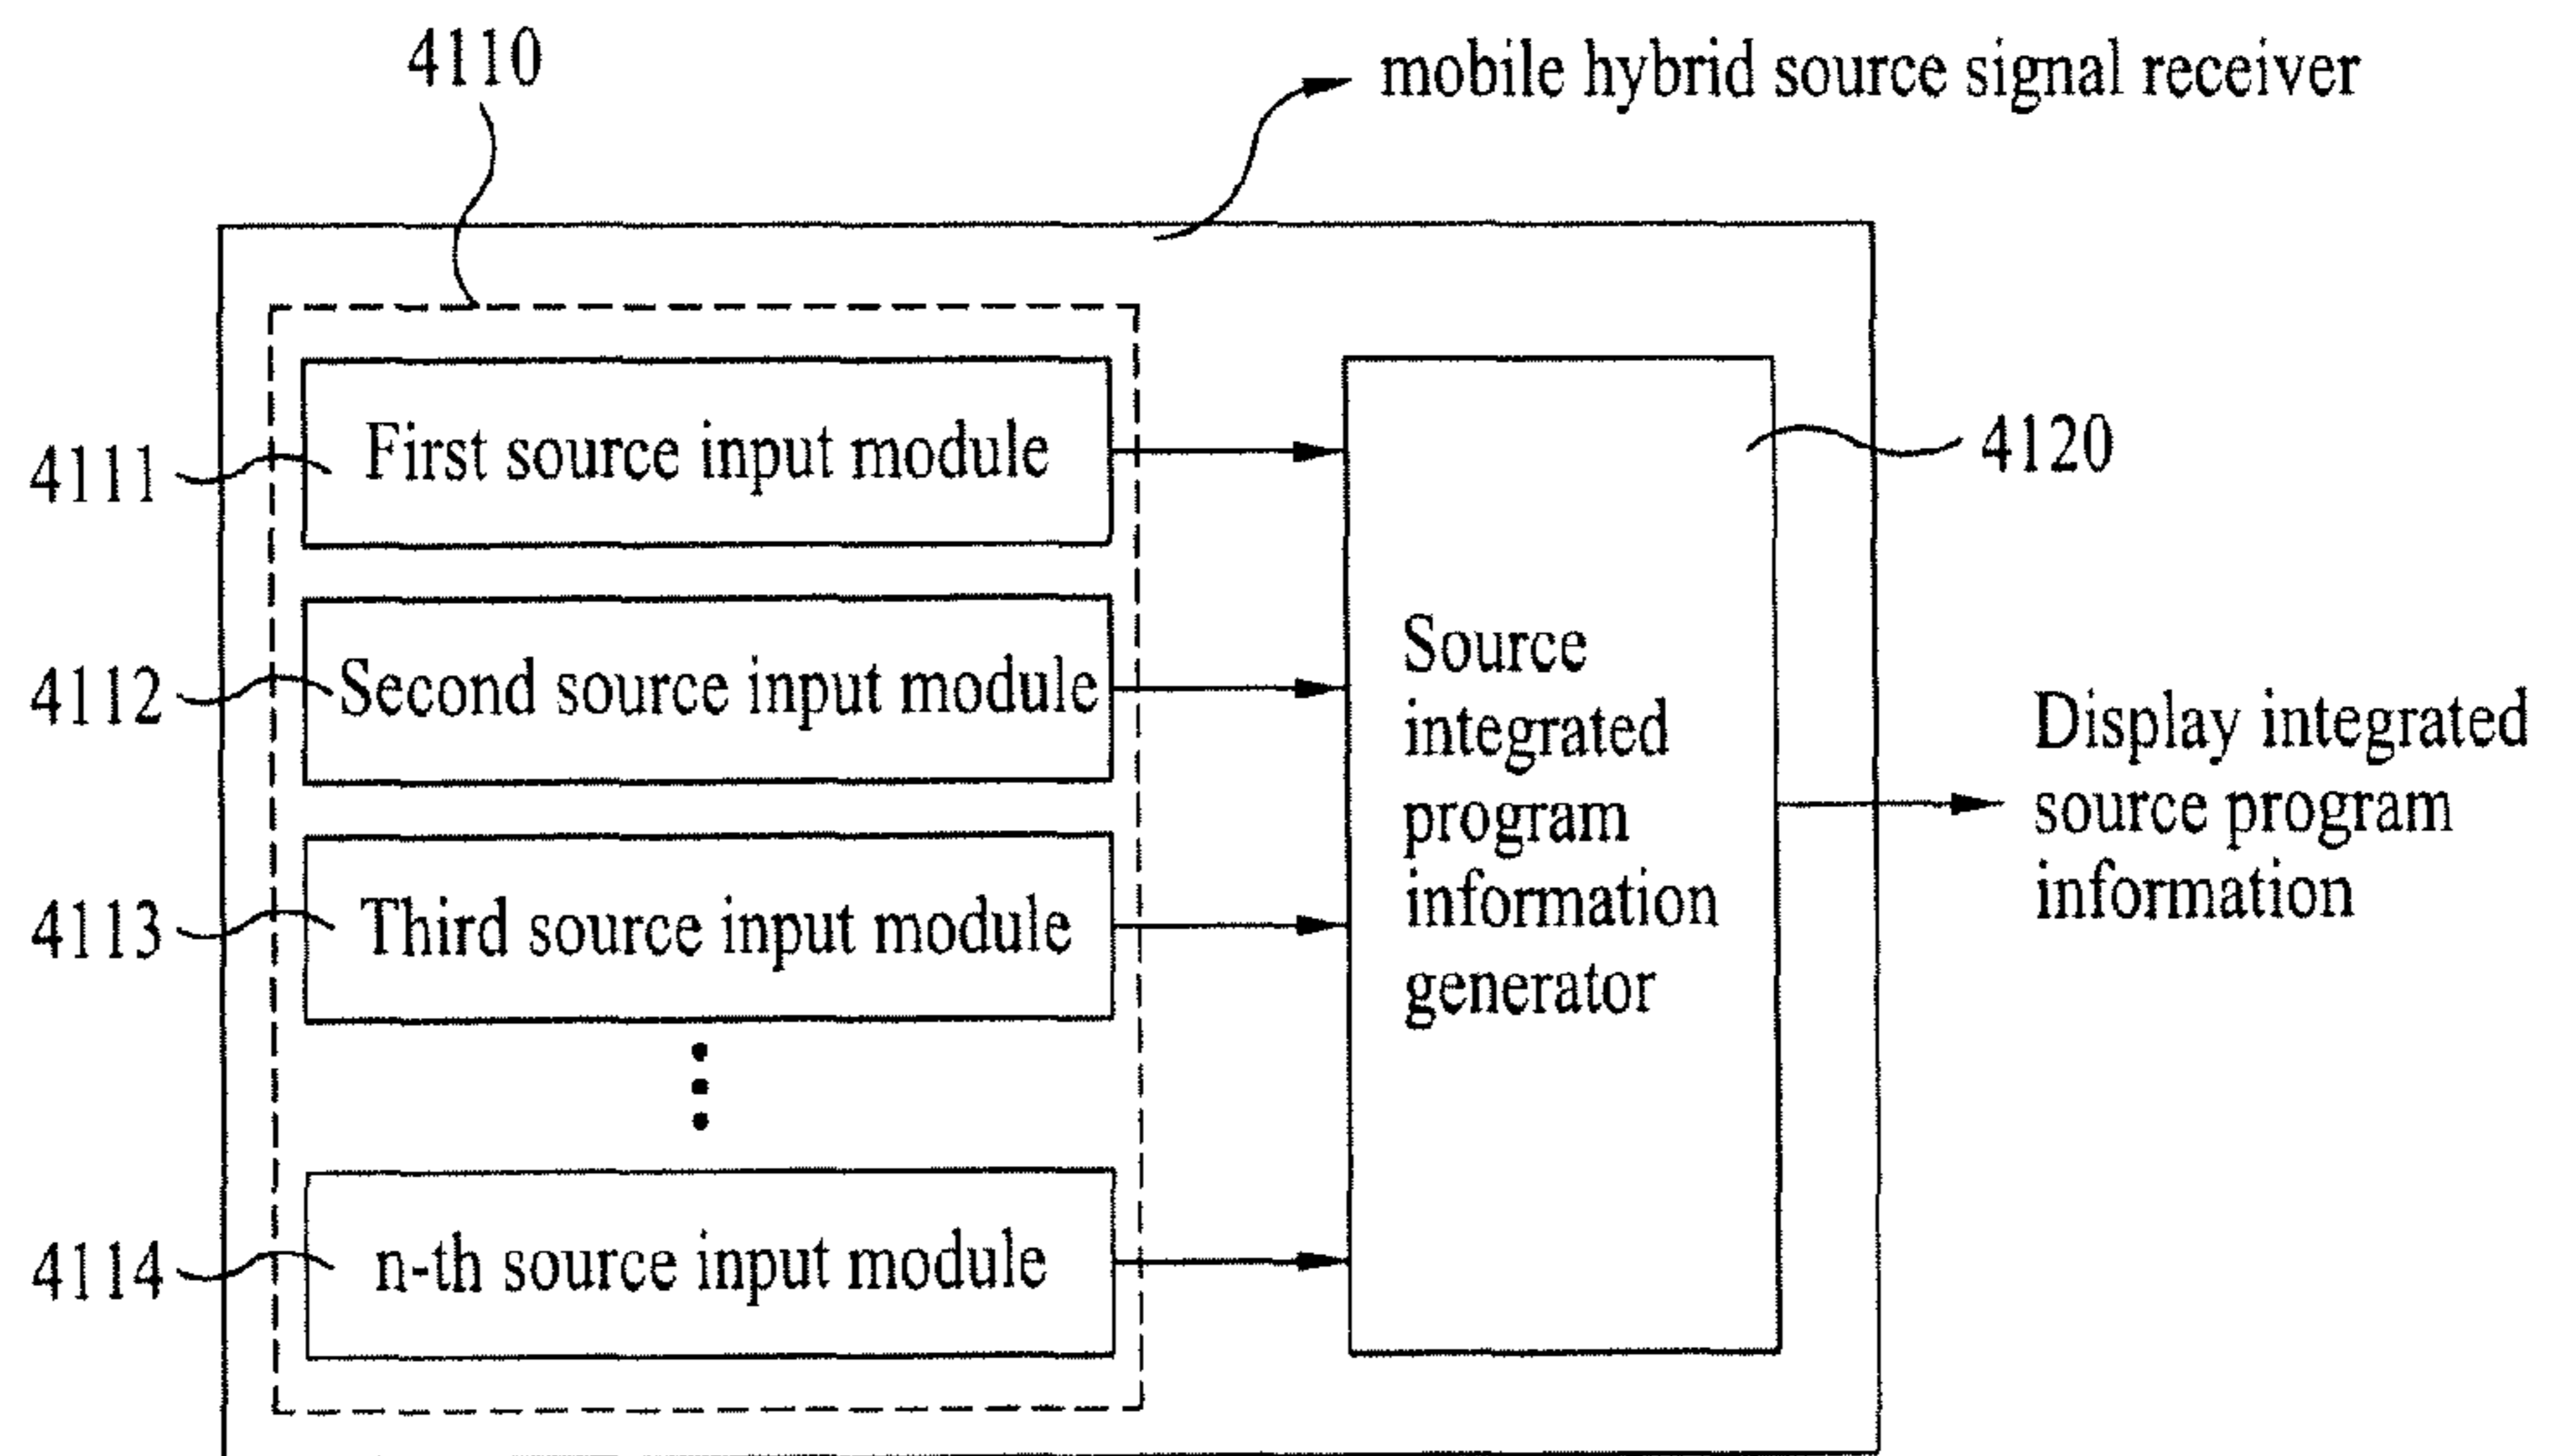 4110
mobile hybrid source signal receiver
4111
First source input module
4120
4112
Second source input module
Source
integrated
program
information
generator
Display integrated
source program
information
4113
Third source input module
4114
n-th source input module